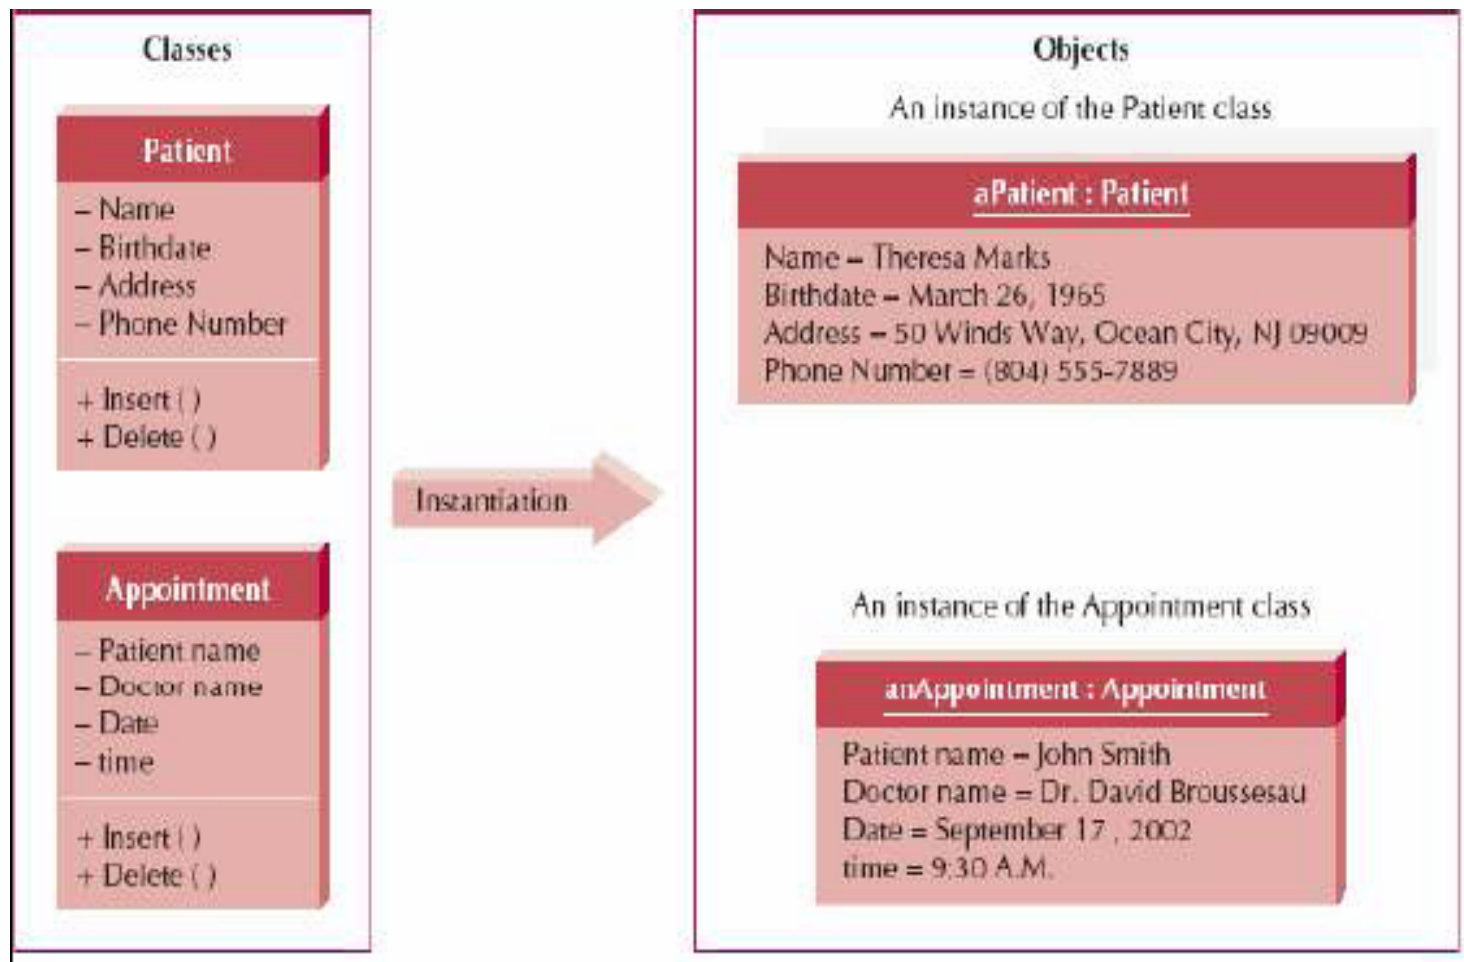 Classes
Patient
– Name
– Birthdate
– Address
– Phone Number
+ Insert ( )
+ Delete ( )
Appointment
– Patient name
– Doctor name
– Date
– time
+ Insert ( )
+ Delete ( )
Instantiation
Objects
An instance of the Patient class
aPatient : Patient
Name = Theresa Marks
Birthdate = March 26, 1965
Address = 50 Winds Way, Ocean City, NJ 09009
Phone Number = (804) 555-7889
An instance of the Appointment class
anAppointment : Appointment
Patient name = John Smith
Doctor name = Dr. David Broussesau
Date = September 17 , 2002
time = 9:30 A.M.